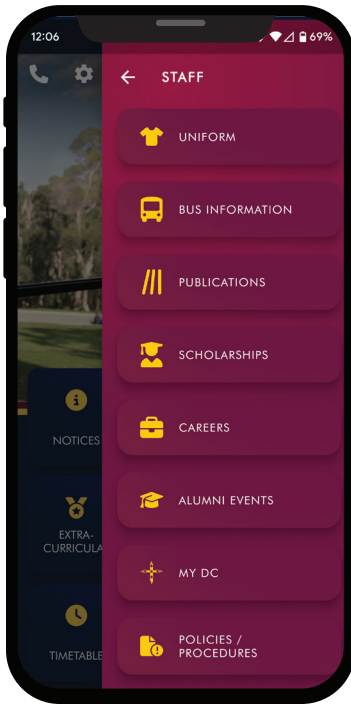 12:06
69%
STAFF
UNIFORM
BUS INFORMATION
PUBLICATIONS
SCHOLARSHIPS
CAREERS
ALUMNI EVENTS
MY DC
POLICIES /
PROCEDURES
NOTICES
EXTRA-
CURRICULA
TIMETABLE